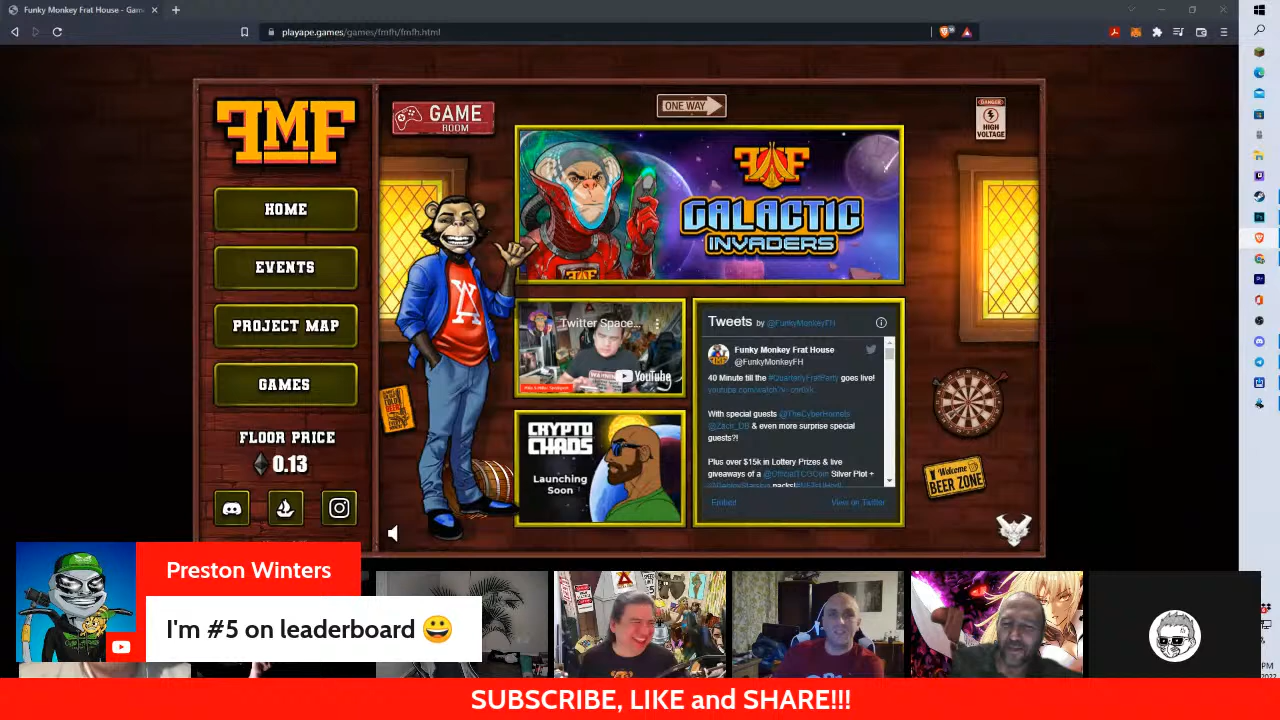 Funky Monkey Frat House - Gam
playape.games/games/fmfh/fmfh.html
FMF
GAME
ROOM
ONE WAY
DANGER
HIGH
VOLTAGE
HOME
EVENTS
PROJECT MAP
GAMES
FLOOR PRICE
0.13
FMF
GALACTIC
INVADERS
Twitter Space...
YouTube
CRYPTO
CHAOS
Launching
Soon
Tweets by @FunkyMonkeyFH
Funky Monkey Frat House
@FunkyMonkeyFH
40 Minute till the #QuarterlyFratParty goes live!
With special guests @TheCyberHornets
@Zack_DB & even more surprise special
guests?!
Plus over $15k in Lottery Prizes & live
giveaways of a @OfficialTCGCoin Silver Plot +
Embed
View on Twitter
Welcome
BEER ZONE
Preston Winters
I'm #5 on leaderboard 😀
PM
SUBSCRIBE, LIKE and SHARE!!!